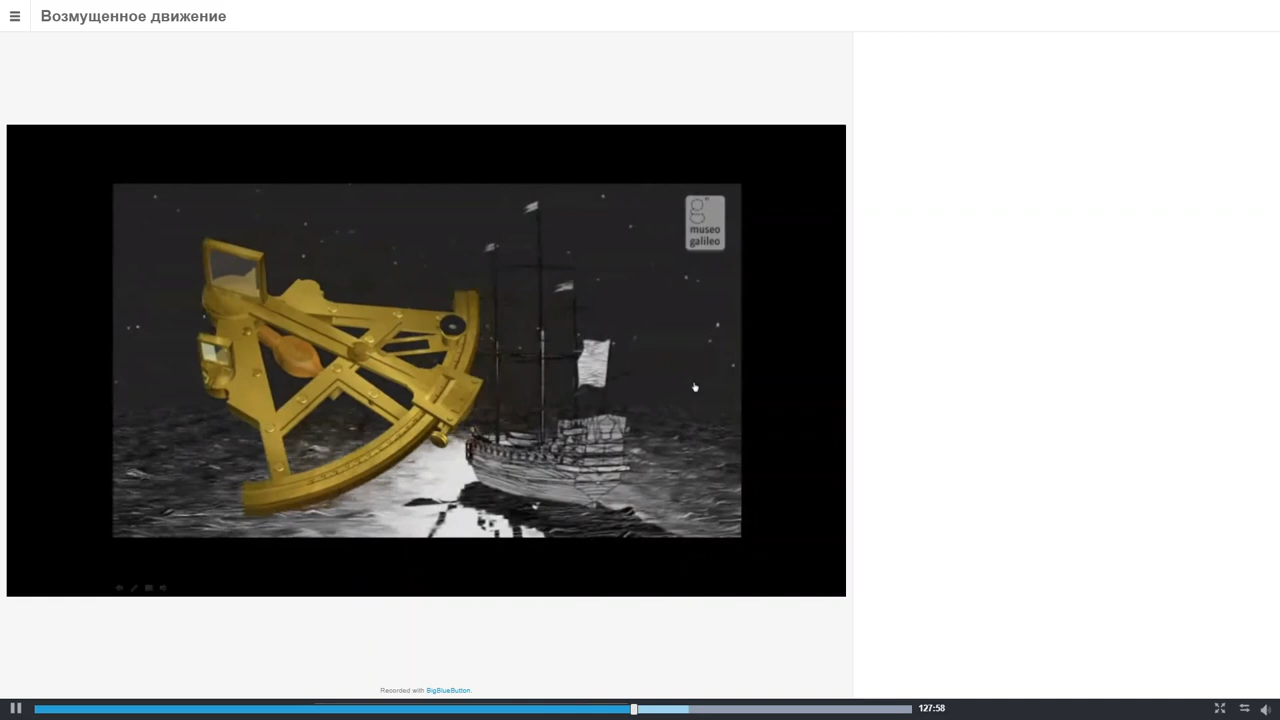 Возмущенное движение
museo
galileo
Recorded with BigBlueButton.
127:58